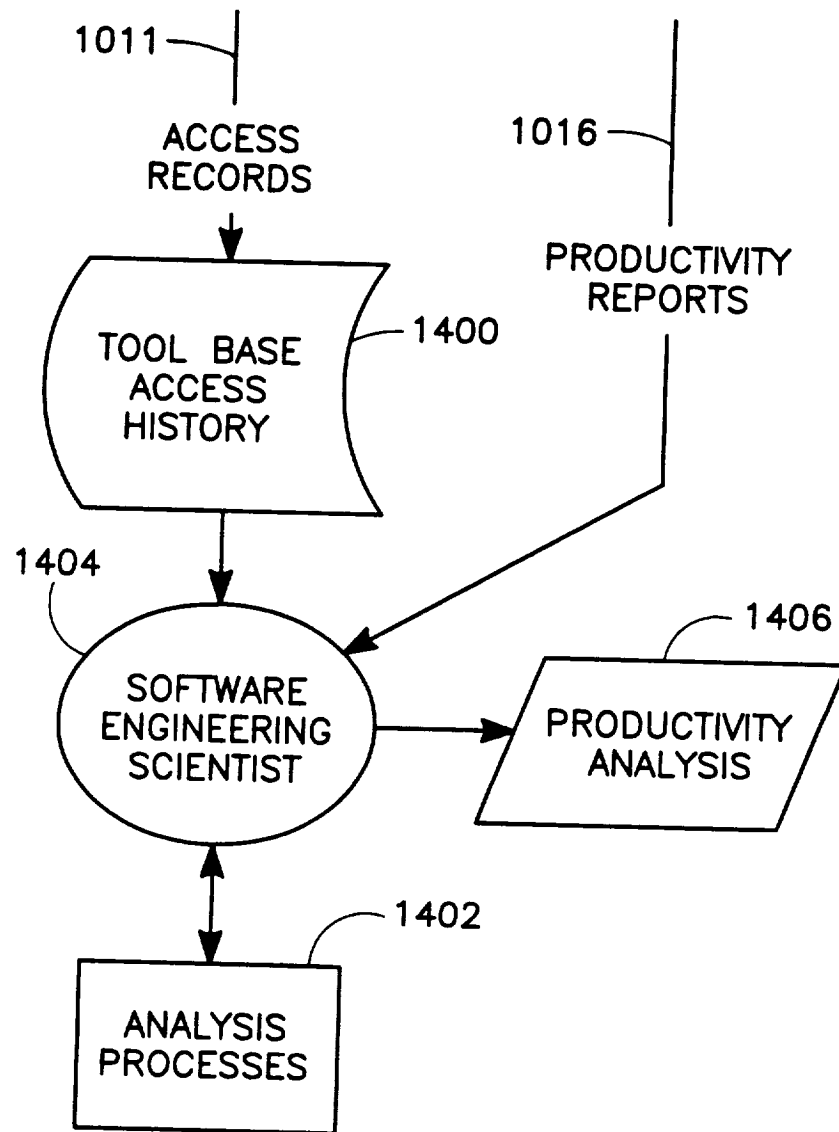 1011
ACCESS
RECORDS
1016
PRODUCTIVITY
REPORTS
TOOL BASE
ACCESS
HISTORY
1400
1404
SOFTWARE
ENGINEERING
SCIENTIST
1406
PRODUCTIVITY
ANALYSIS
1402
ANALYSIS
PROCESSES